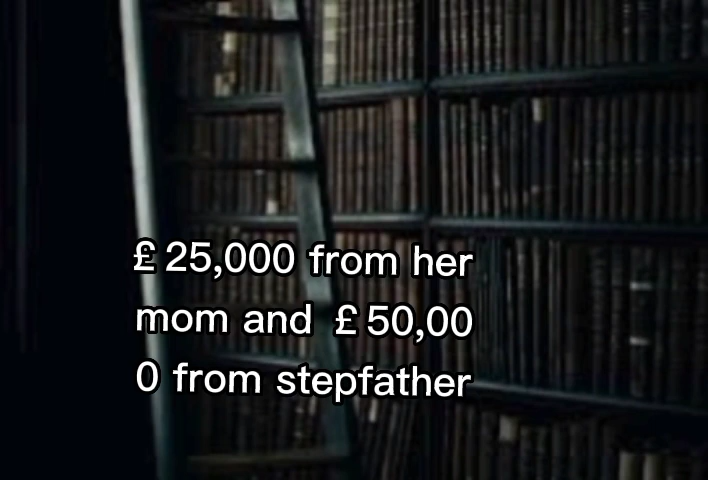 £25,000 from her
mom and £50,00
0 from stepfather